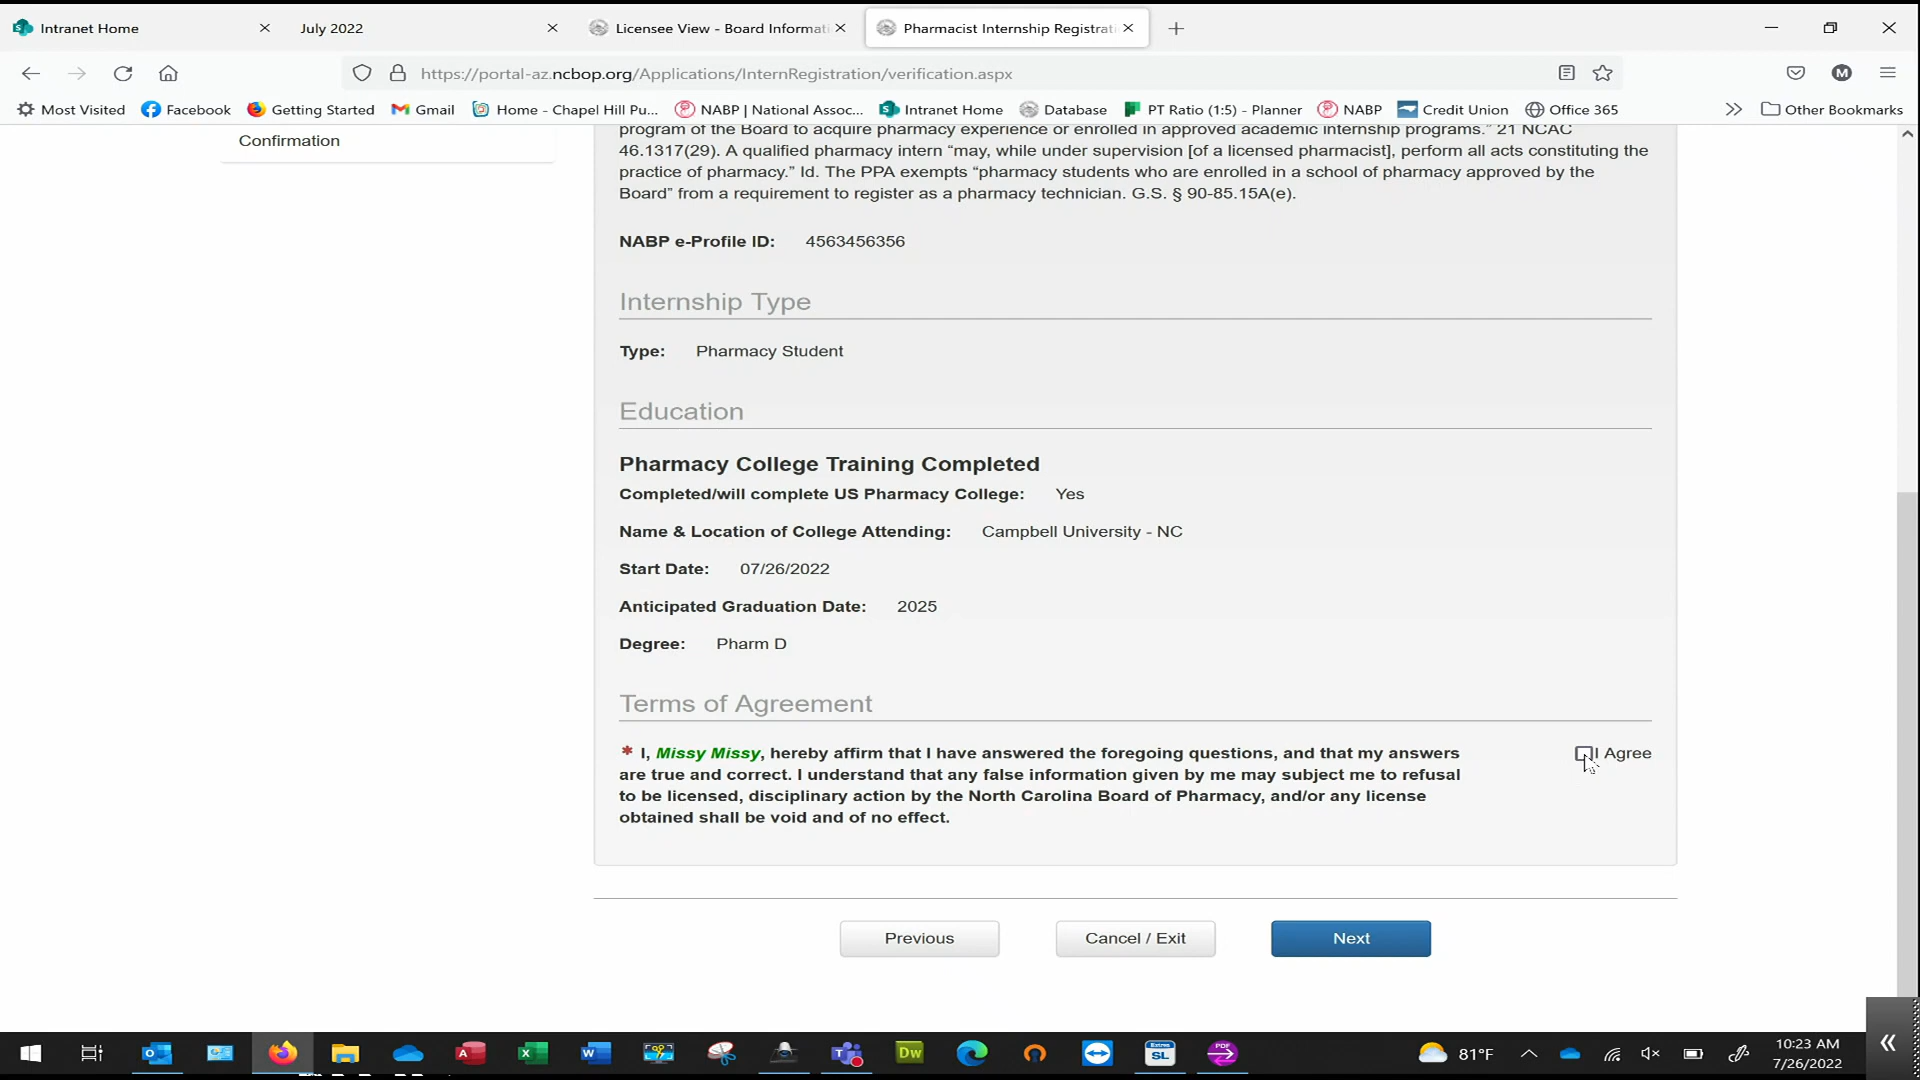 Intranet Home
July 2022
Licensee View - Board Informati
Pharmacist Internship Registrati
https://portal-az.ncbop.org/Applications/InternRegistration/verification.aspx
M
Most Visited
Facebook
Getting Started
Gmail
Home - Chapel Hill Pu...
NABP | National Assoc...
Intranet Home
Database
PT Ratio (1:5) - Planner
NABP
Credit Union
Office 365
Other Bookmarks
Confirmation
program of the Board to acquire pharmacy experience or enrolled in approved academic internship programs.” 21 NCAC
46.1317(29). A qualified pharmacy intern “may, while under supervision [of a licensed pharmacist], perform all acts constituting the
practice of pharmacy.” Id. The PPA exempts “pharmacy students who are enrolled in a school of pharmacy approved by the
Board” from a requirement to register as a pharmacy technician. G.S. § 90-85.15A(e).
NABP e-Profile ID: 4563456356
Internship Type
Type: Pharmacy Student
Education
Pharmacy College Training Completed
Completed/will complete US Pharmacy College: Yes
Name & Location of College Attending: Campbell University - NC
Start Date: 07/26/2022
Anticipated Graduation Date: 2025
Degree: Pharm D
Terms of Agreement
* I, Missy Missy, hereby affirm that I have answered the foregoing questions, and that my answers
are true and correct. I understand that any false information given by me may subject me to refusal
to be licensed, disciplinary action by the North Carolina Board of Pharmacy, and/or any license
obtained shall be void and of no effect.
I Agree
Previous
Cancel / Exit
Next
Dw
SL
PDF
81°F
10:23 AM
7/26/2022